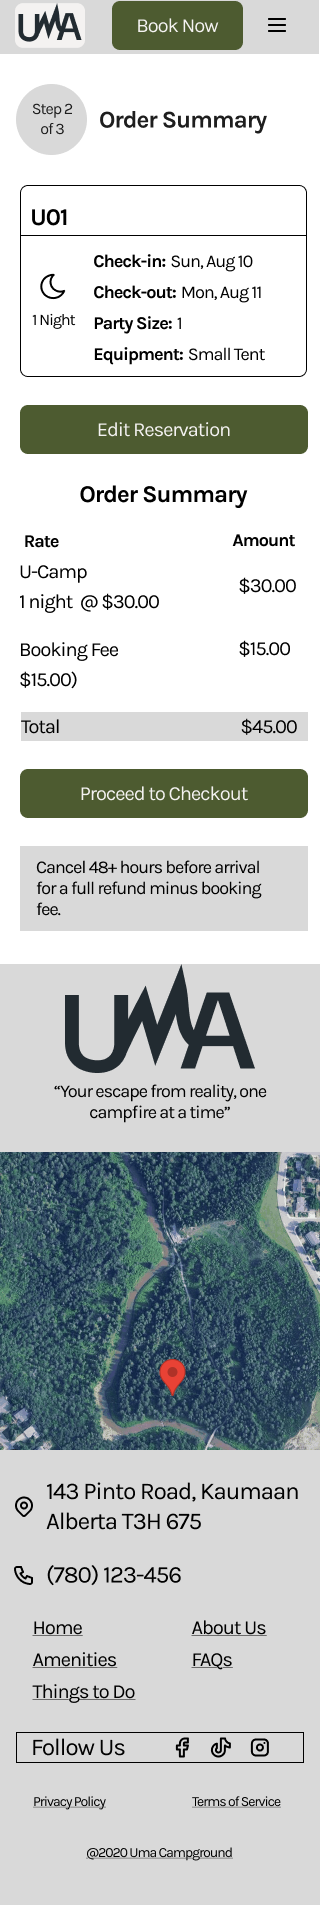 UMA
Book Now
Step 2
of 3
Order Summary
U01
Check-in: Sun, Aug 10
Check-out: Mon, Aug 11
1 Night
Party Size: 1
Equipment: Small Tent
Edit Reservation
Order Summary
Rate Amount
U-Camp
$30.00
1 night @ $30.00
Booking Fee $15.00
$15.00)
Total $45.00
Proceed to Checkout
Cancel 48+ hours before arrival
for a full refund minus booking
fee.
UMA
“Your escape from reality, one
campfire at a time”
143 Pinto Road, Kaumaan
Alberta T3H 675
(780) 123-456
Home About Us
Amenities FAQs
Things to Do
Follow Us
Privacy Policy Terms of Service
@2020 Uma Campground